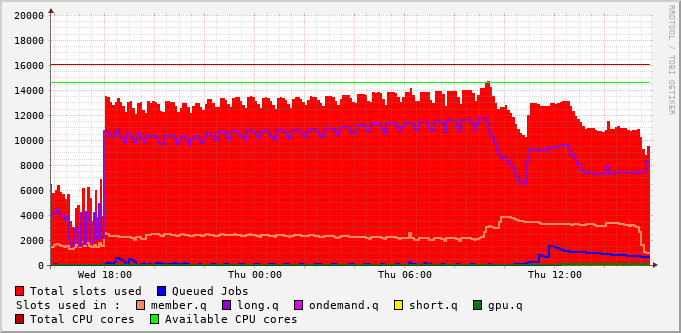 RRDTOOL / TOBI OETIKER
20000
18000
16000
14000
12000
10000
8000
6000
4000
2000
0
Wed 18:00 Thu 00:00 Thu 06:00 Thu 12:00
Total slots used Queued Jobs
Slots used in : member.q long.q ondemand.q short.q gpu.q
Total CPU cores Available CPU cores